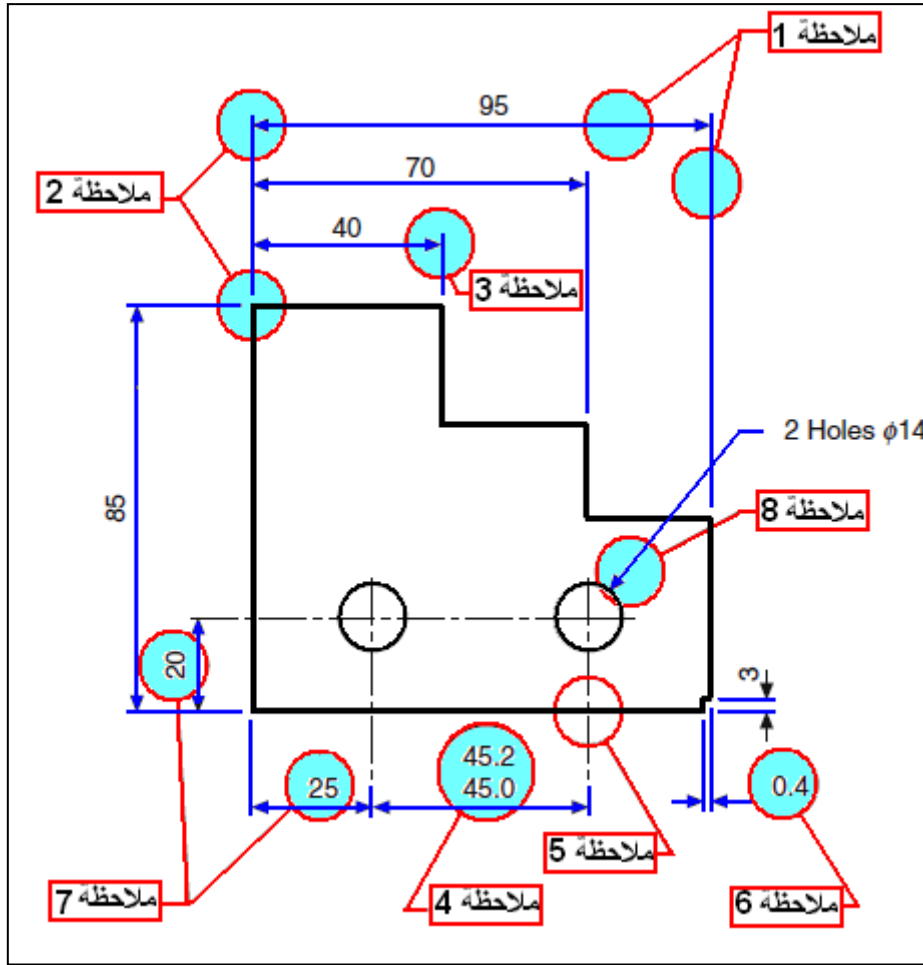 ملاحظة 1
95
70
ملاحظة 2
40
ملاحظة 3
2 Holes ϕ14
85
ملاحظة 8
20
3
45.2
45.0
25
0.4
ملاحظة 5
ملاحظة 7
ملاحظة 4
ملاحظة 6